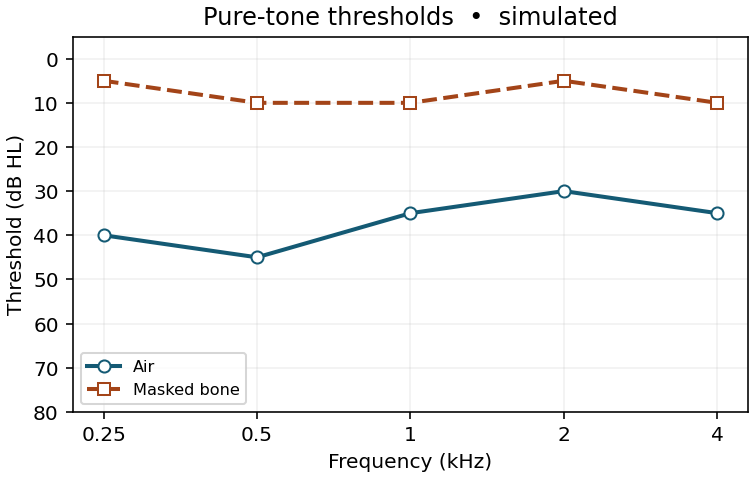 Pure-tone thresholds • simulated
Threshold (dB HL)
0
10
20
30
40
50
60
70
80
Air
Masked bone
0.25
0.5
1
2
4
Frequency (kHz)